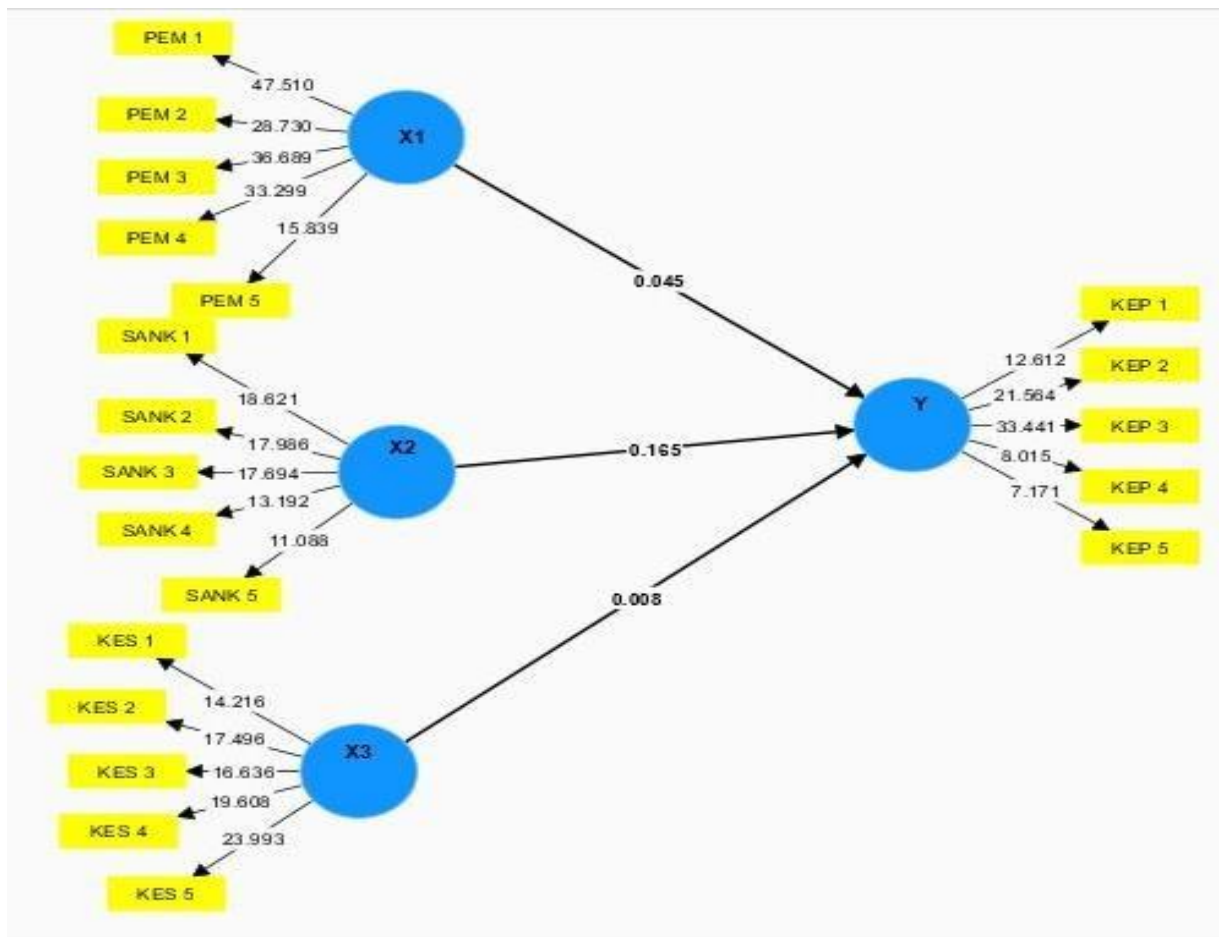 PEM 1
47.510
PEM 2
28.730
X1
36.689
PEM 3
33.299
PEM 4
15.839
PEM 5
0.045
SANK 1
18.621
SANK 2
17.986
X2
SANK 3
17.694
13.192
SANK 4
11.088
SANK 5
0.165
KES 1
14.216
KES 2
17.496
X3
KES 3
16.636
19.608
KES 4
23.993
KES 5
0.008
Y
KEP 1
12.612
KEP 2
21.564
33.441
KEP 3
8.015
KEP 4
7.171
KEP 5